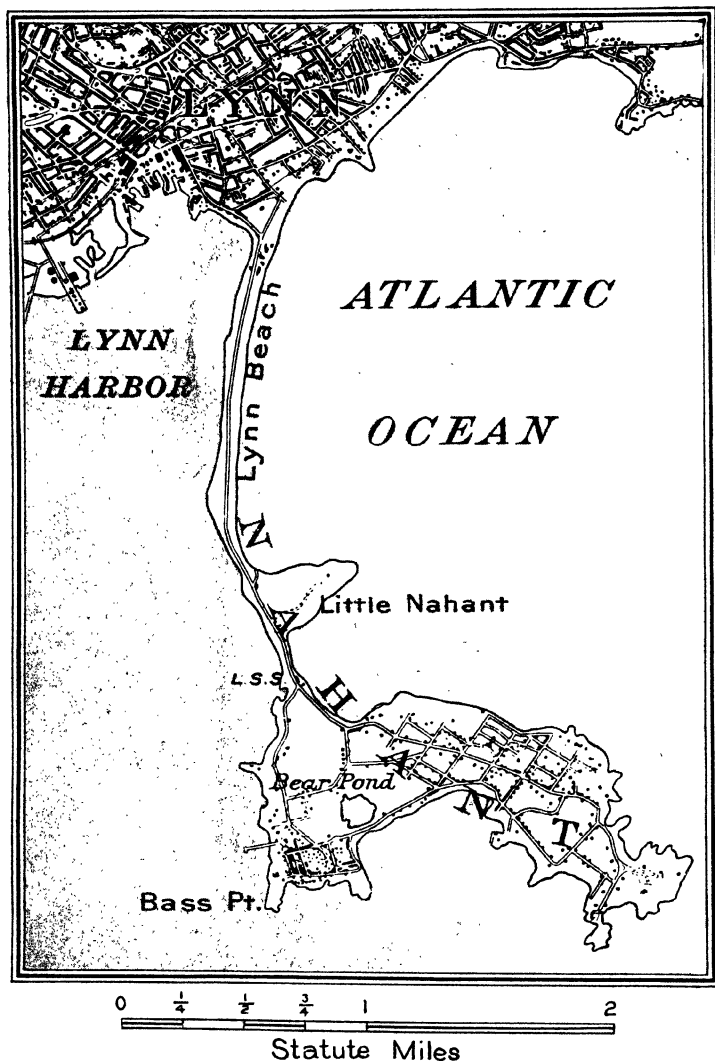 LYNN
ATLANTIC
OCEAN
LYNN
HARBOR
Lynn Beach
NAHANT
Little Nahant
L.S.S.
Bear Pond
Bass Pt.
0 1/4 1/2 3/4 1 2
Statute Miles